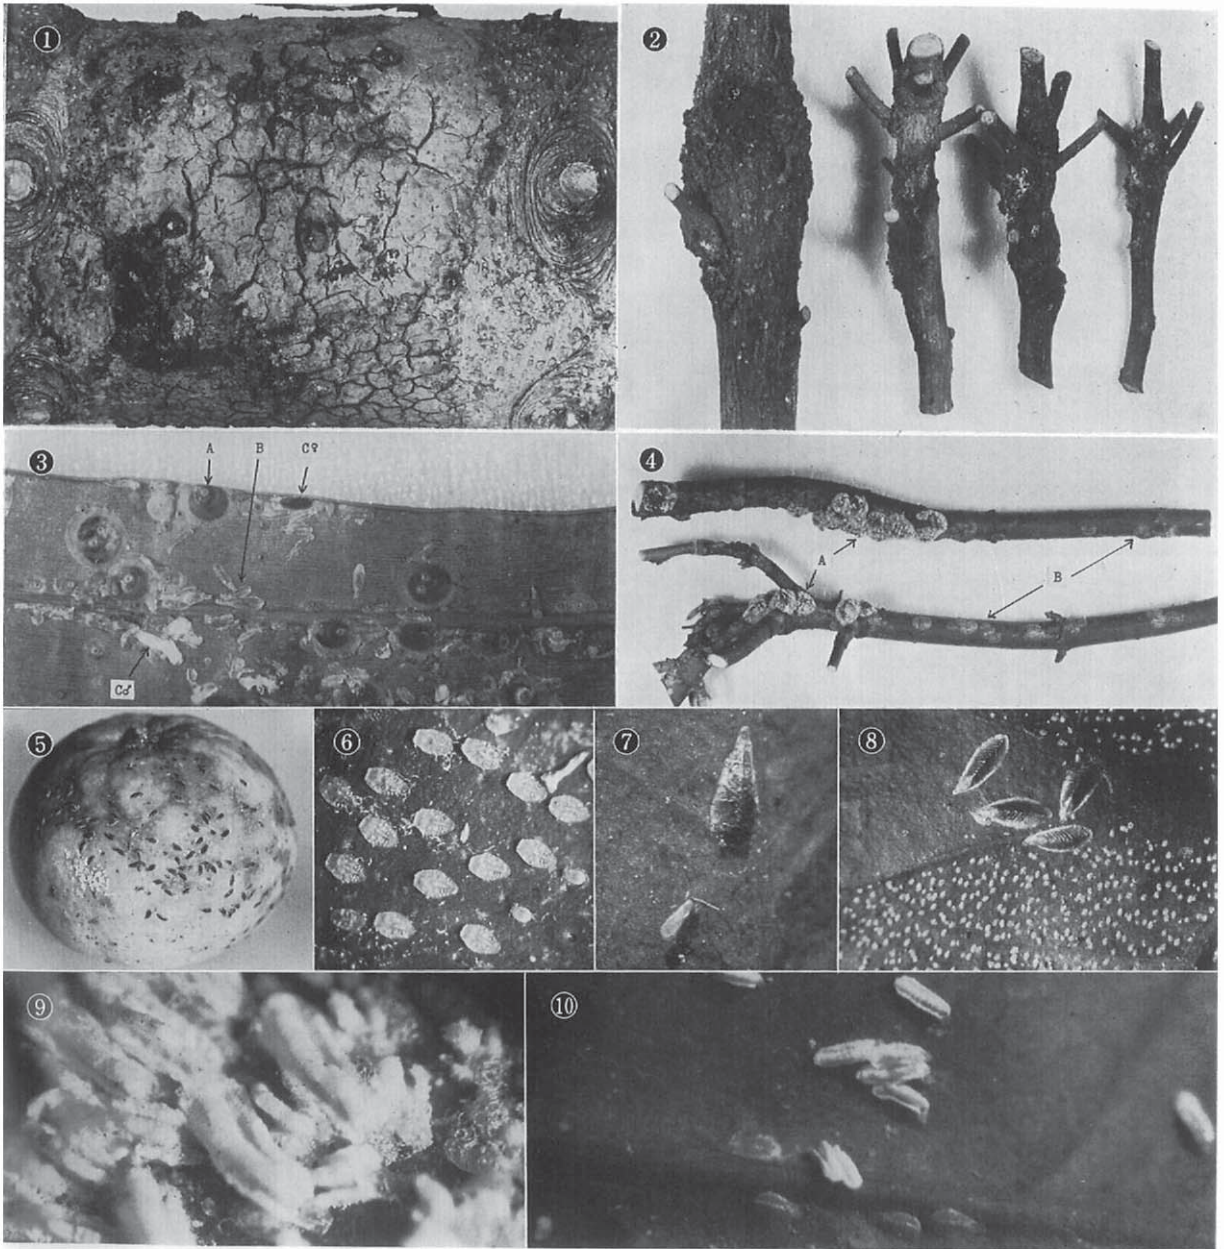 ①
②
③
A
B
C♀
C♂
④
A
B
⑤
⑥
⑦
⑧
⑨
⑩